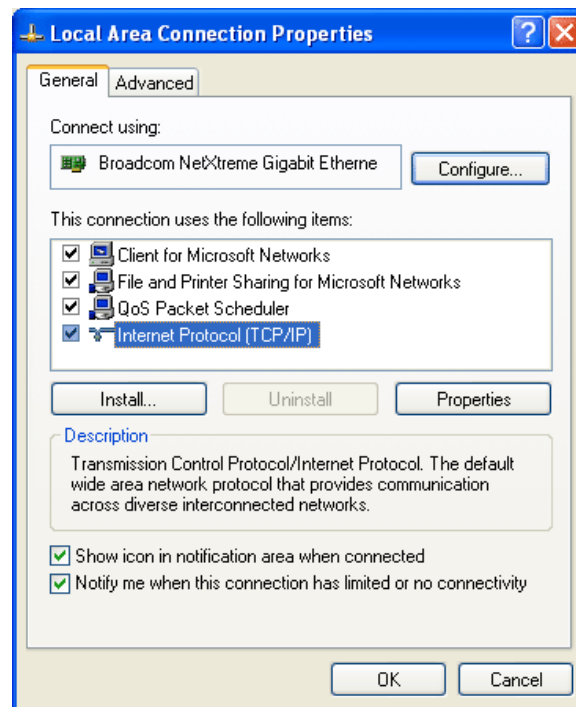 Local Area Connection Properties
General
Advanced
Connect using:
Broadcom NetXtreme Gigabit Etherne
Configure...
This connection uses the following items:
Client for Microsoft Networks
File and Printer Sharing for Microsoft Networks
QoS Packet Scheduler
Internet Protocol (TCP/IP)
Install...
Uninstall
Properties
Description
Transmission Control Protocol/Internet Protocol. The default
wide area network protocol that provides communication
across diverse interconnected networks.
Show icon in notification area when connected
Notify me when this connection has limited or no connectivity
OK
Cancel